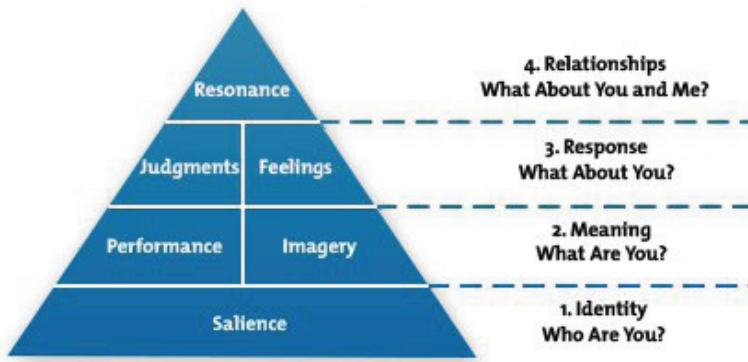 Resonance
4. Relationships
What About You and Me?
Judgments
Feelings
3. Response
What About You?
Performance
Imagery
2. Meaning
What Are You?
Salience
1. Identity
Who Are You?